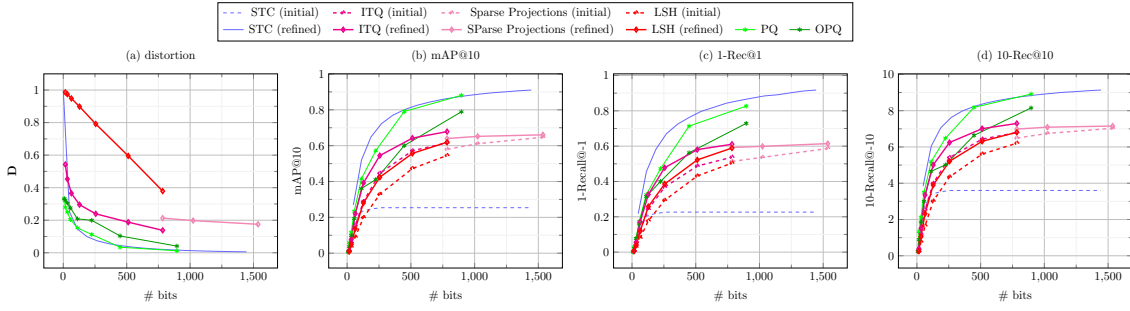 STC (initial) ITQ (initial) Sparse Projections (initial) LSH (initial)
STC (refined) ITQ (refined) SParse Projections (refined) LSH (refined) PQ OPQ
(a) distortion
1
0.8
0.6
0.4
0.2
0
D
0 500 1,000 1,500
# bits
(b) mAP@10
1
0.8
0.6
0.4
0.2
0
mAP@10
0 500 1,000 1,500
# bits
(c) 1-Rec@1
1
0.8
0.6
0.4
0.2
0
1-Recall@-1
0 500 1,000 1,500
# bits
(d) 10-Rec@10
10
8
6
4
2
0
10-Recall@-10
0 500 1,000 1,500
# bits